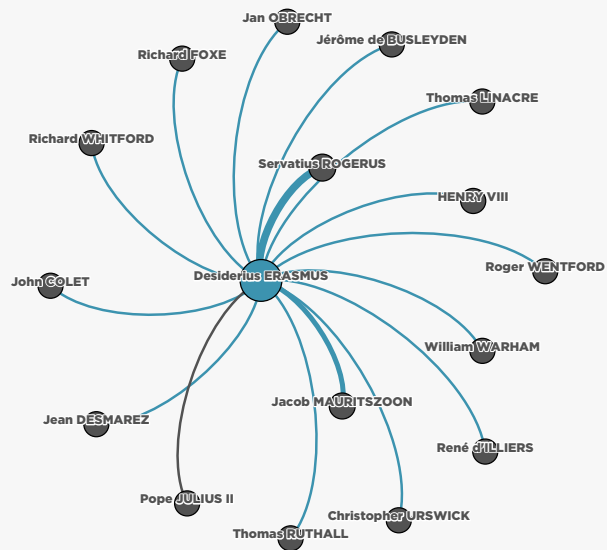 Jan OBRECHT
Jérôme de BUSLEYDEN
Richard FOXE
Thomas LINACRE
Richard WHITFORD
Servatius ROGERUS
HENRY VIII
Roger WENTFORD
Desiderius ERASMUS
John COLET
William WARHAM
Jacob MAURITSZOON
Jean DESMAREZ
René d'ILLIERS
Pope JULIUS II
Christopher URSWICK
Thomas RUTHALL